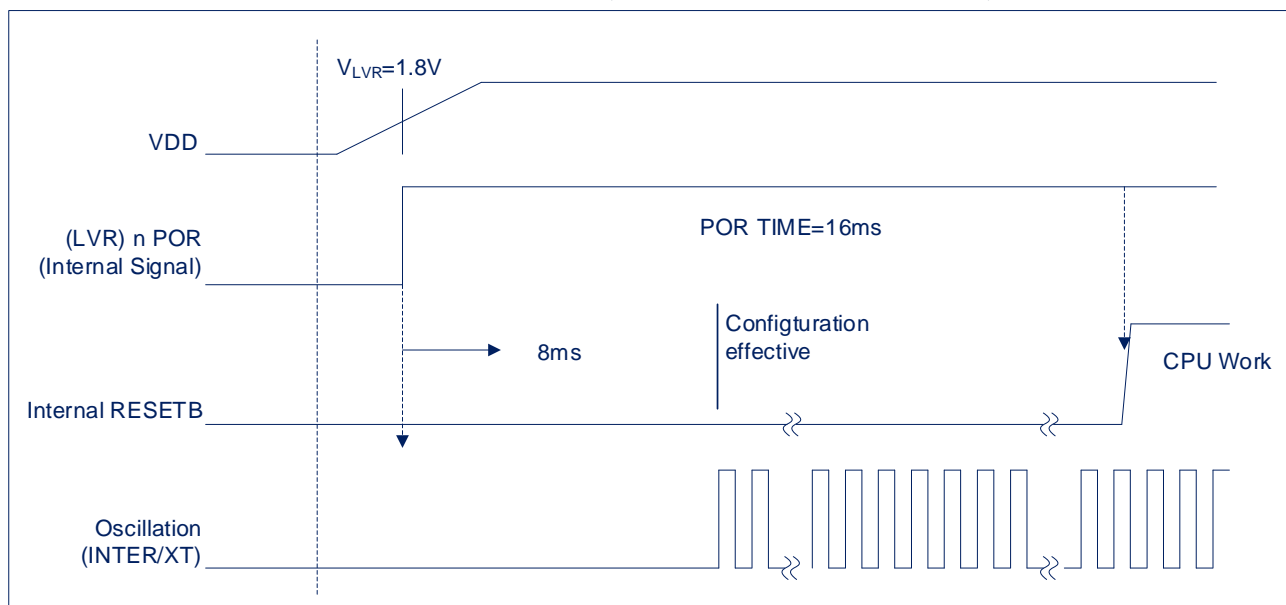 V_LVR=1.8V
VDD
(LVR) n POR
(Internal Signal)
POR TIME=16ms
Configturation
effective
8ms
CPU Work
Internal RESETB
Oscillation
(INTER/XT)